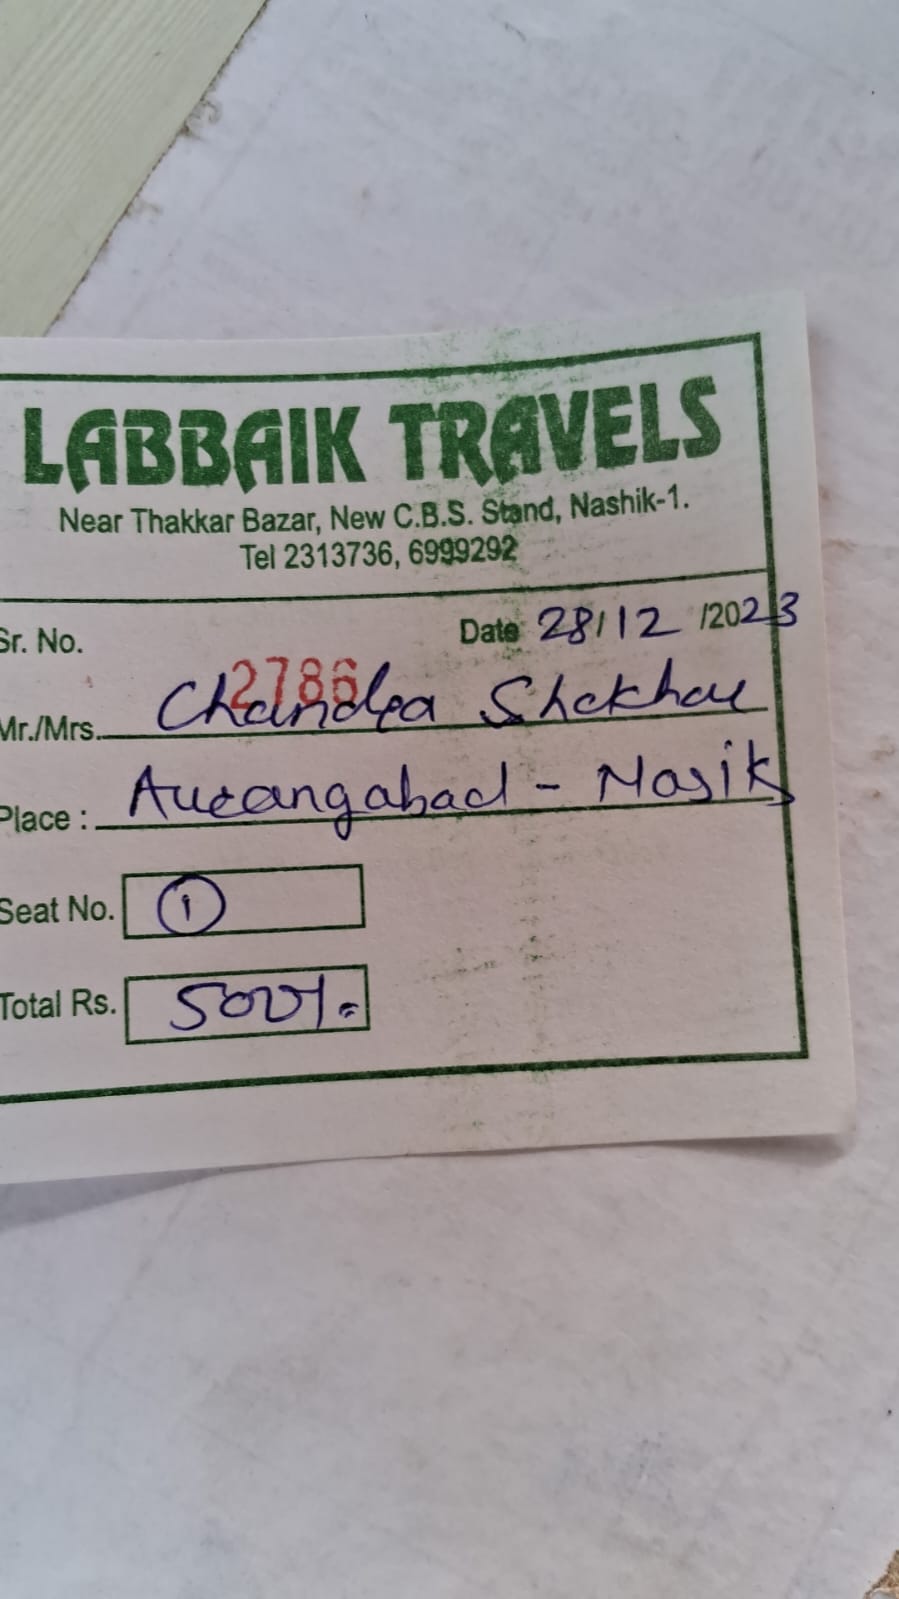 LABBAIK TRAVELS
Near Thakkar Bazar, New C.B.S. Stand, Nashik-1.
Tel 2313736, 6999292
Sr. No. 2786 Date 28/12/2023
Mr./Mrs. Chandra Shekhar
Place : Aurangabad - Nasik
Seat No. 1
Total Rs. 500/-